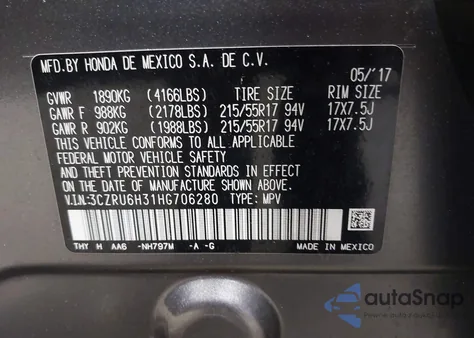 MFD.BY HONDA DE MEXICO S.A. DE C.V.
05/'17
GVWR 1890KG (4166LBS) TIRE SIZE RIM SIZE
GAWR F 988KG (2178LBS) 215/55R17 94V 17X7.5J
GAWR R 902KG (1988LBS) 215/55R17 94V 17X7.5J
THIS VEHICLE CONFORMS TO ALL APPLICABLE
FEDERAL MOTOR VEHICLE SAFETY
AND THEFT PREVENTION STANDARDS IN EFFECT ON THE
DATE OF MANUFACTURE SHOWN ABOVE.
V.I.N:3CZRU6H31HG706280 TYPE: MPV
THY H AA6 -NH797M -A -G
MADE IN MEXICO
autoSnap